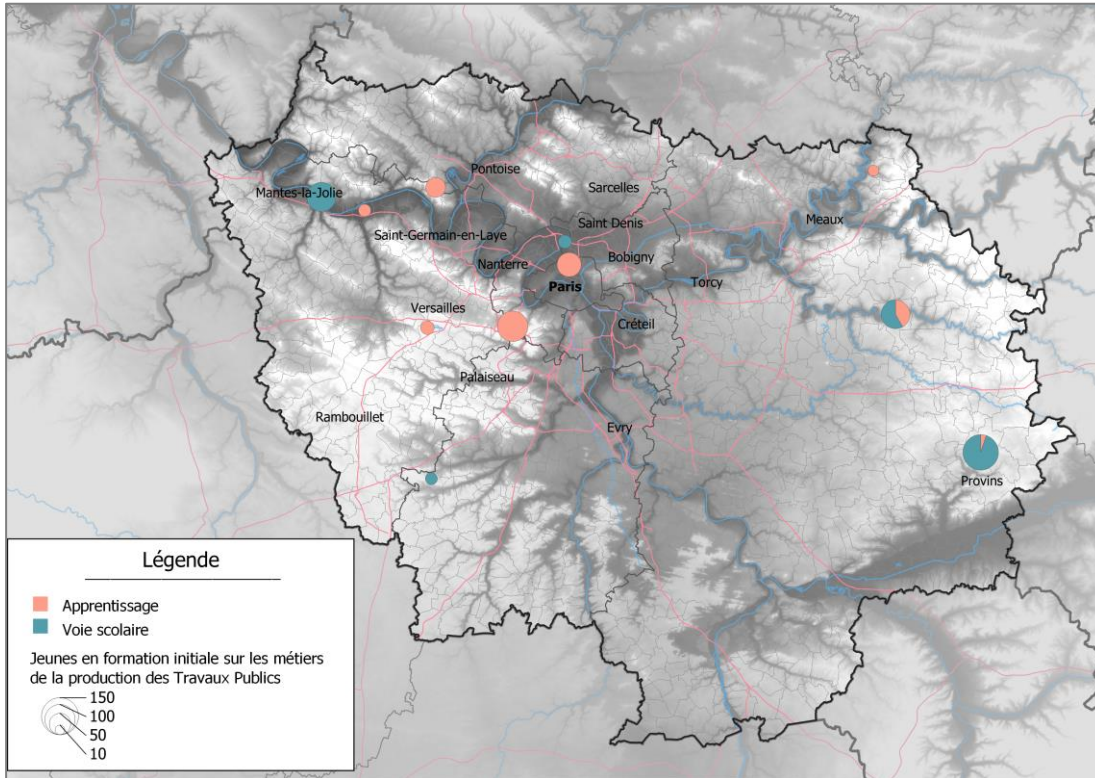 Pontoise
Sarcelles
Mantes-la-Jolie
Meaux
Saint Denis
Saint-Germain-en-Laye
Bobigny
Nanterre
Torcy
Paris
Versailles
Créteil
Palaiseau
Rambouillet
Evry
Provins
Légende
Apprentissage
Voie scolaire
Jeunes en formation initiale sur les métiers
de la production des Travaux Publics
150
100
50
10